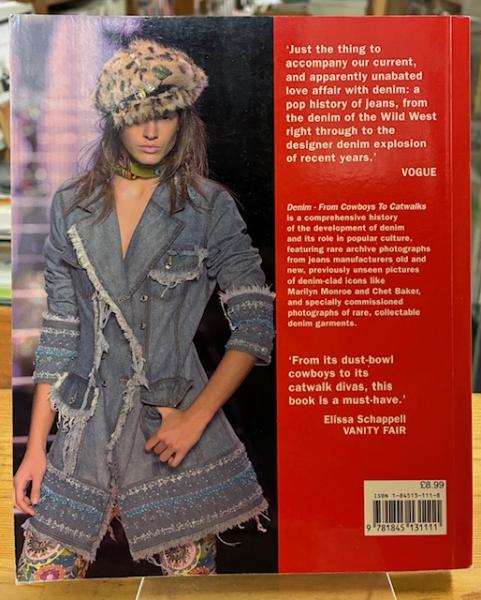 ‘Just the thing to
accompany our current,
and apparently unabated
love affair with denim: a
pop history of jeans, from
the denim of the Wild West
right through to the
designer denim explosion
of recent years.’
VOGUE
Denim - From Cowboys To Catwalks
is a comprehensive history
of the development of denim
and its role in popular culture,
featuring rare archive photographs
from jeans manufacturers old and
new, previously unseen pictures
of denim-clad icons like
Marilyn Monroe and Chet Baker,
and specially commissioned
photographs of rare, collectable
denim garments.
‘From its dust-bowl
cowboys to its
catwalk divas, this
book is a must-have.’
Elissa Schappell
VANITY FAIR
£8.99
ISBN 1-84513-111-8
9 781845 131111